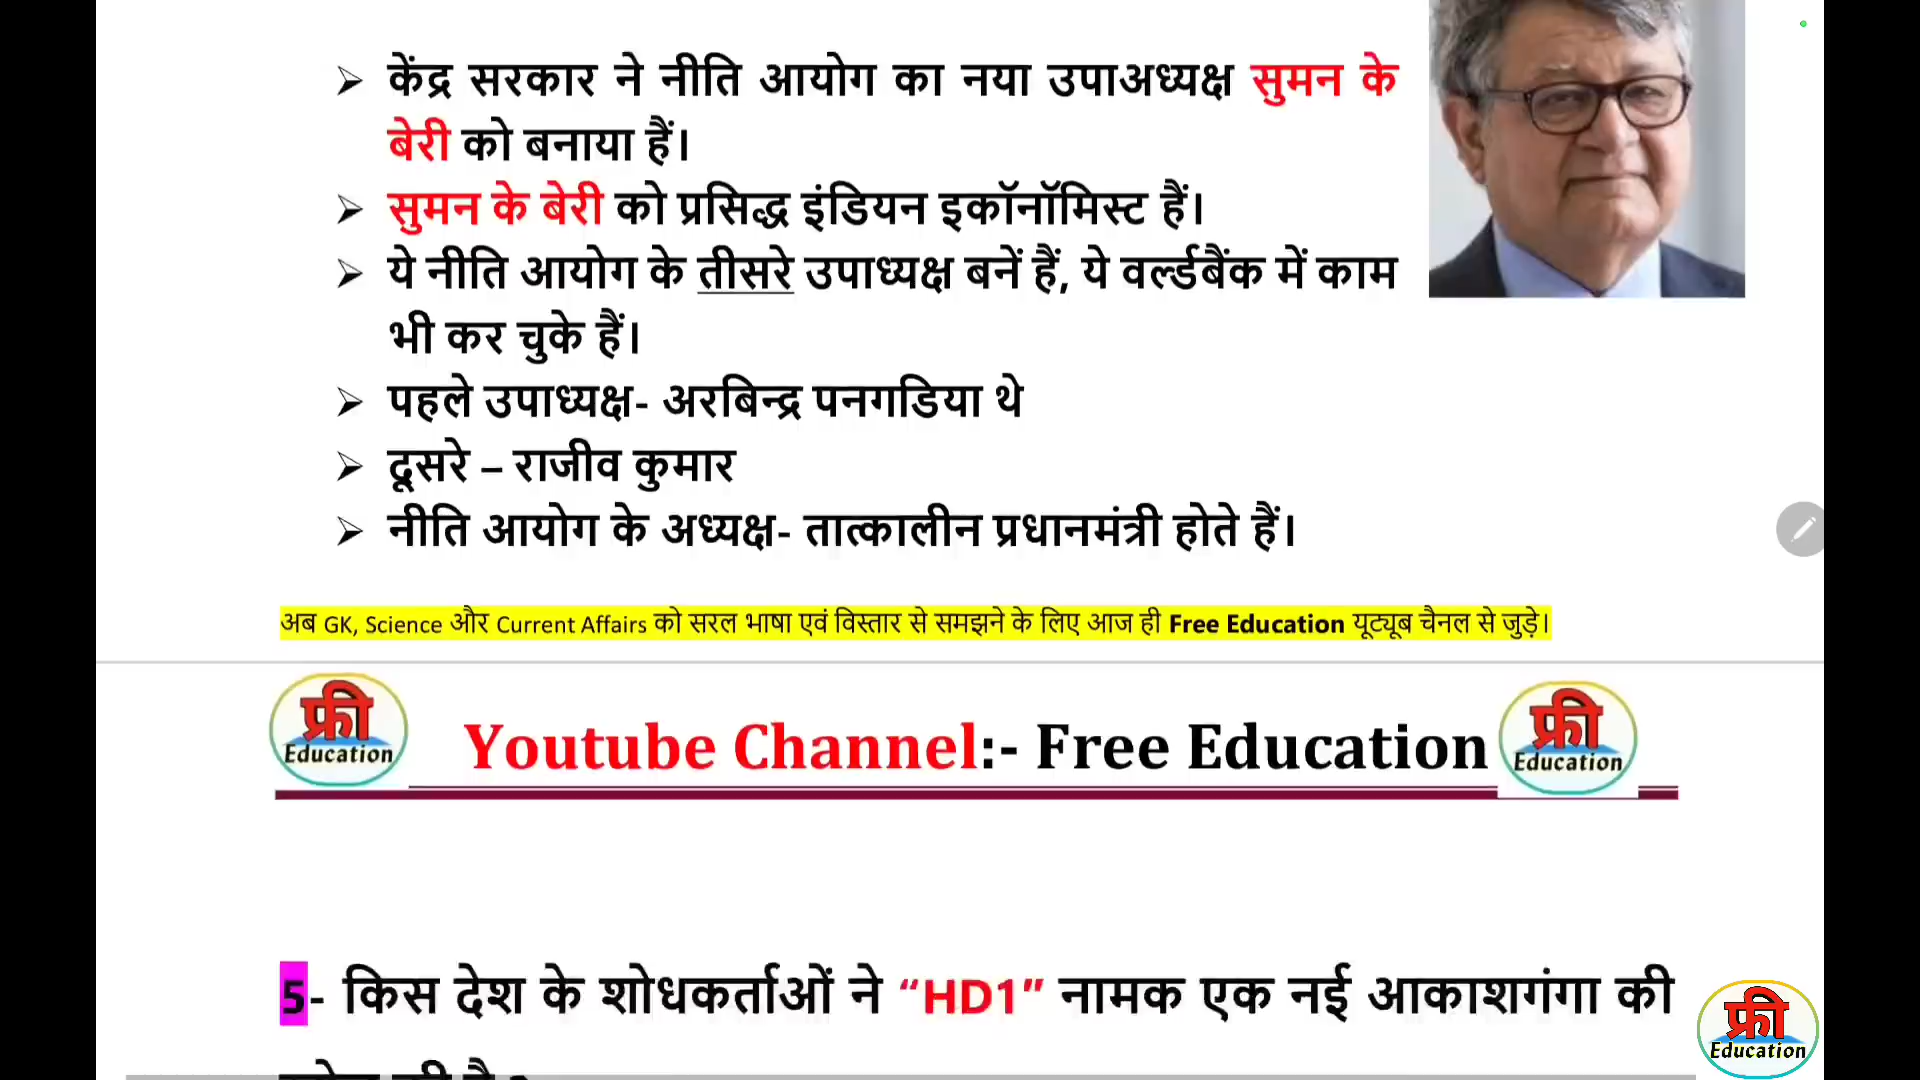 ➢ केंद्र सरकार ने नीति आयोग का नया उपाअध्यक्ष सुमन के
बेरी को बनाया हैं।
➢ सुमन के बेरी को प्रसिद्ध इंडियन इकॉनॉमिस्ट हैं।
➢ ये नीति आयोग के तीसरे उपाध्यक्ष बनें हैं, ये वर्ल्डबैंक में काम
भी कर चुके हैं।
➢ पहले उपाध्यक्ष- अरबिन्द्र पनगडिया थे
➢ दूसरे – राजीव कुमार
➢ नीति आयोग के अध्यक्ष- तात्कालीन प्रधानमंत्री होते हैं।
अब GK, Science और Current Affairs को सरल भाषा एवं विस्तार से समझने के लिए आज ही Free Education यूट्यूब चैनल से जुड़े।
फ्री
Education
Youtube Channel:- Free Education
फ्री
Education
5- किस देश के शोधकर्ताओं ने “HD1” नामक एक नई आकाशगंगा की
फ्री
Education